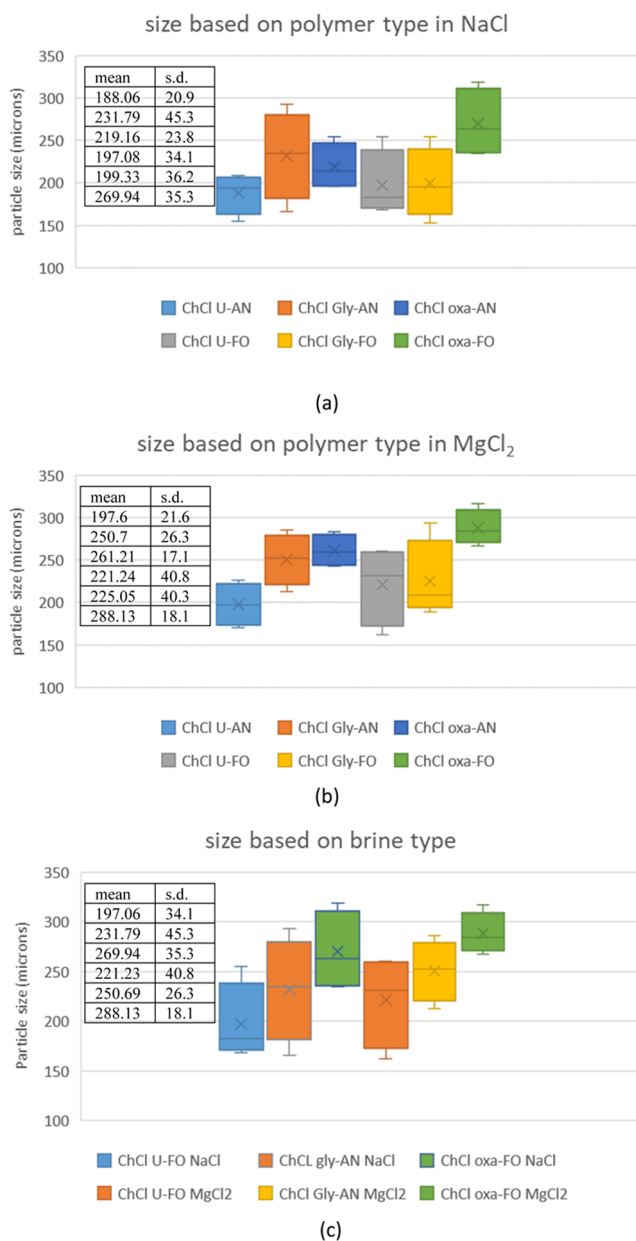 size based on polymer type in NaCl
particle size (microns)
350
300
250
200
150
100
mean s.d.
188.06 20.9
231.79 45.3
219.16 23.8
197.08 34.1
199.33 36.2
269.94 35.3
ChCl U-AN ChCl Gly-AN ChCl oxa-AN
ChCl U-FO ChCl Gly-FO ChCl oxa-FO
(a)
size based on polymer type in MgCl₂
particle size (microns)
350
300
250
200
150
100
mean s.d.
197.6 21.6
250.7 26.3
261.21 17.1
221.24 40.8
225.05 40.3
288.13 18.1
ChCl U-AN ChCl Gly-AN ChCl oxa-AN
ChCl U-FO ChCl Gly-FO ChCl oxa-FO
(b)
size based on brine type
Particle size (microns)
350
300
250
200
150
100
mean s.d.
197.06 34.1
231.79 45.3
269.94 35.3
221.23 40.8
250.69 26.3
288.13 18.1
ChCl U-FO NaCl ChCL gly-AN NaCl ChCl oxa-FO NaCl
ChCl U-FO MgCl2 ChCl Gly-AN MgCl2 ChCl oxa-FO MgCl2
(c)